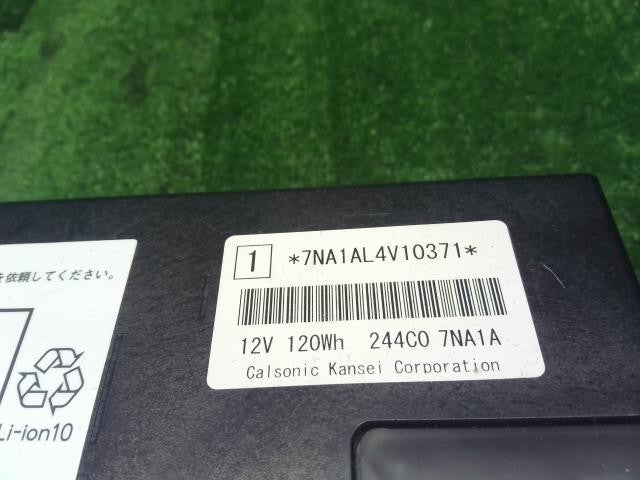 を依頼してください。
Li-ion10
1 *7NA1AL4V10371*
12V 120Wh 244C0 7NA1A
Calsonic Kansei Corporation